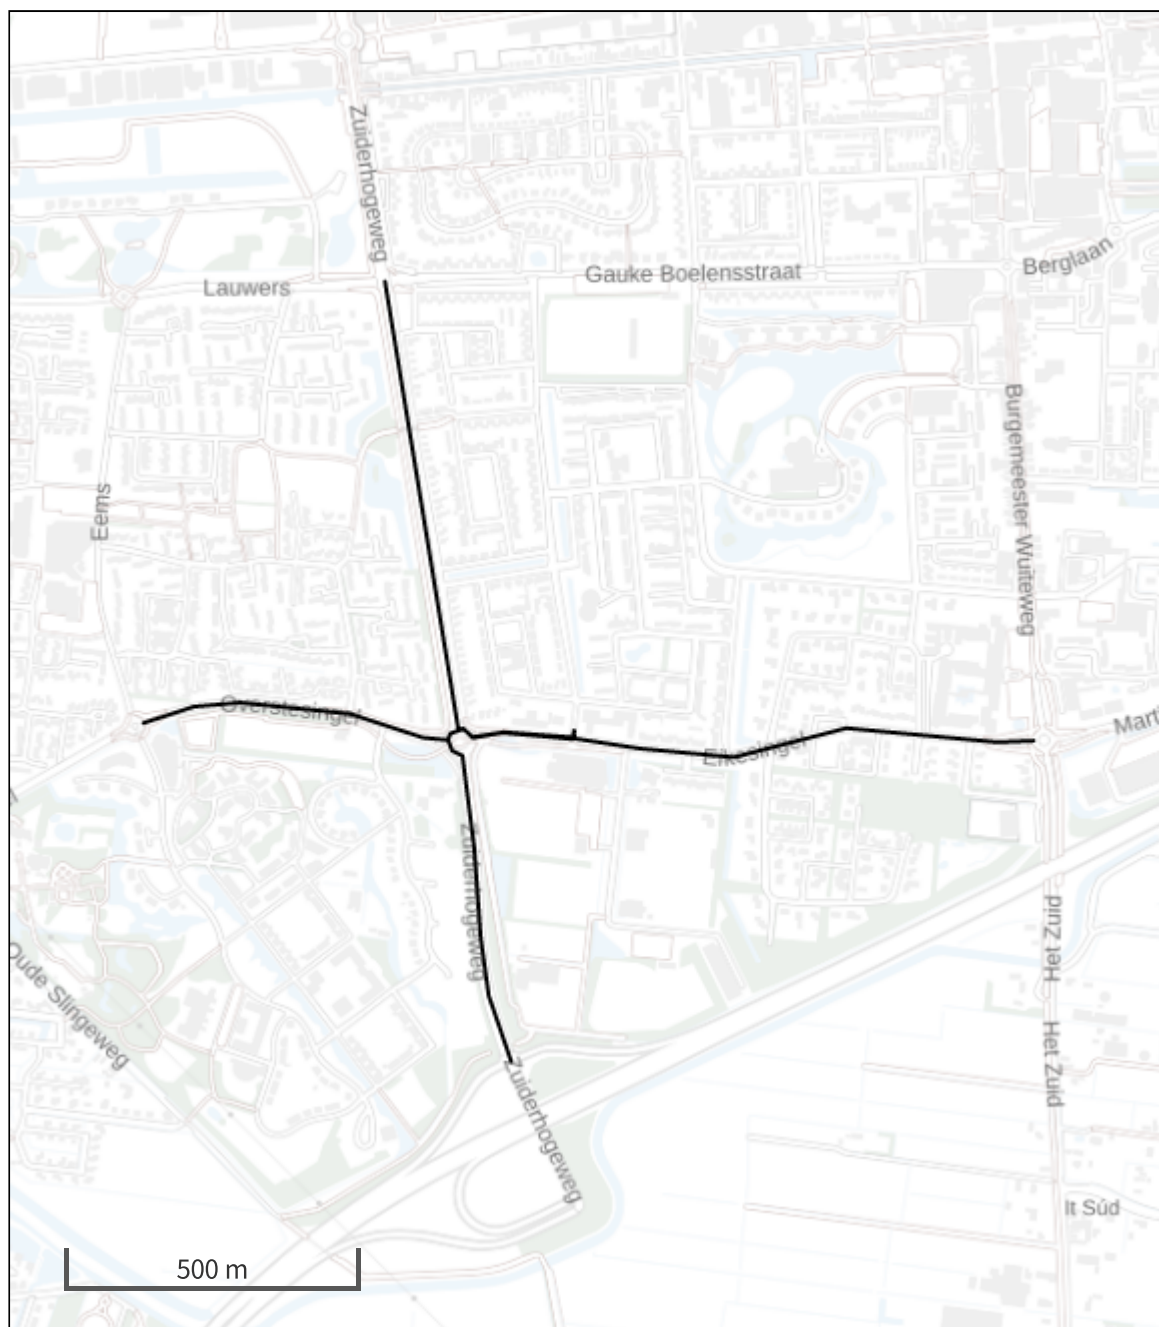 Zuiderhogeweg
Berglaan
Gauke Boelensstraat
Lauwers
Burgemeester Wuiteweg
Eems
Overstesingel
Eikesingel
Zuiderhogeweg
Het Zuid
Oude Slingeweg
Het Zuid
Zuiderhogeweg
It Súd
500 m